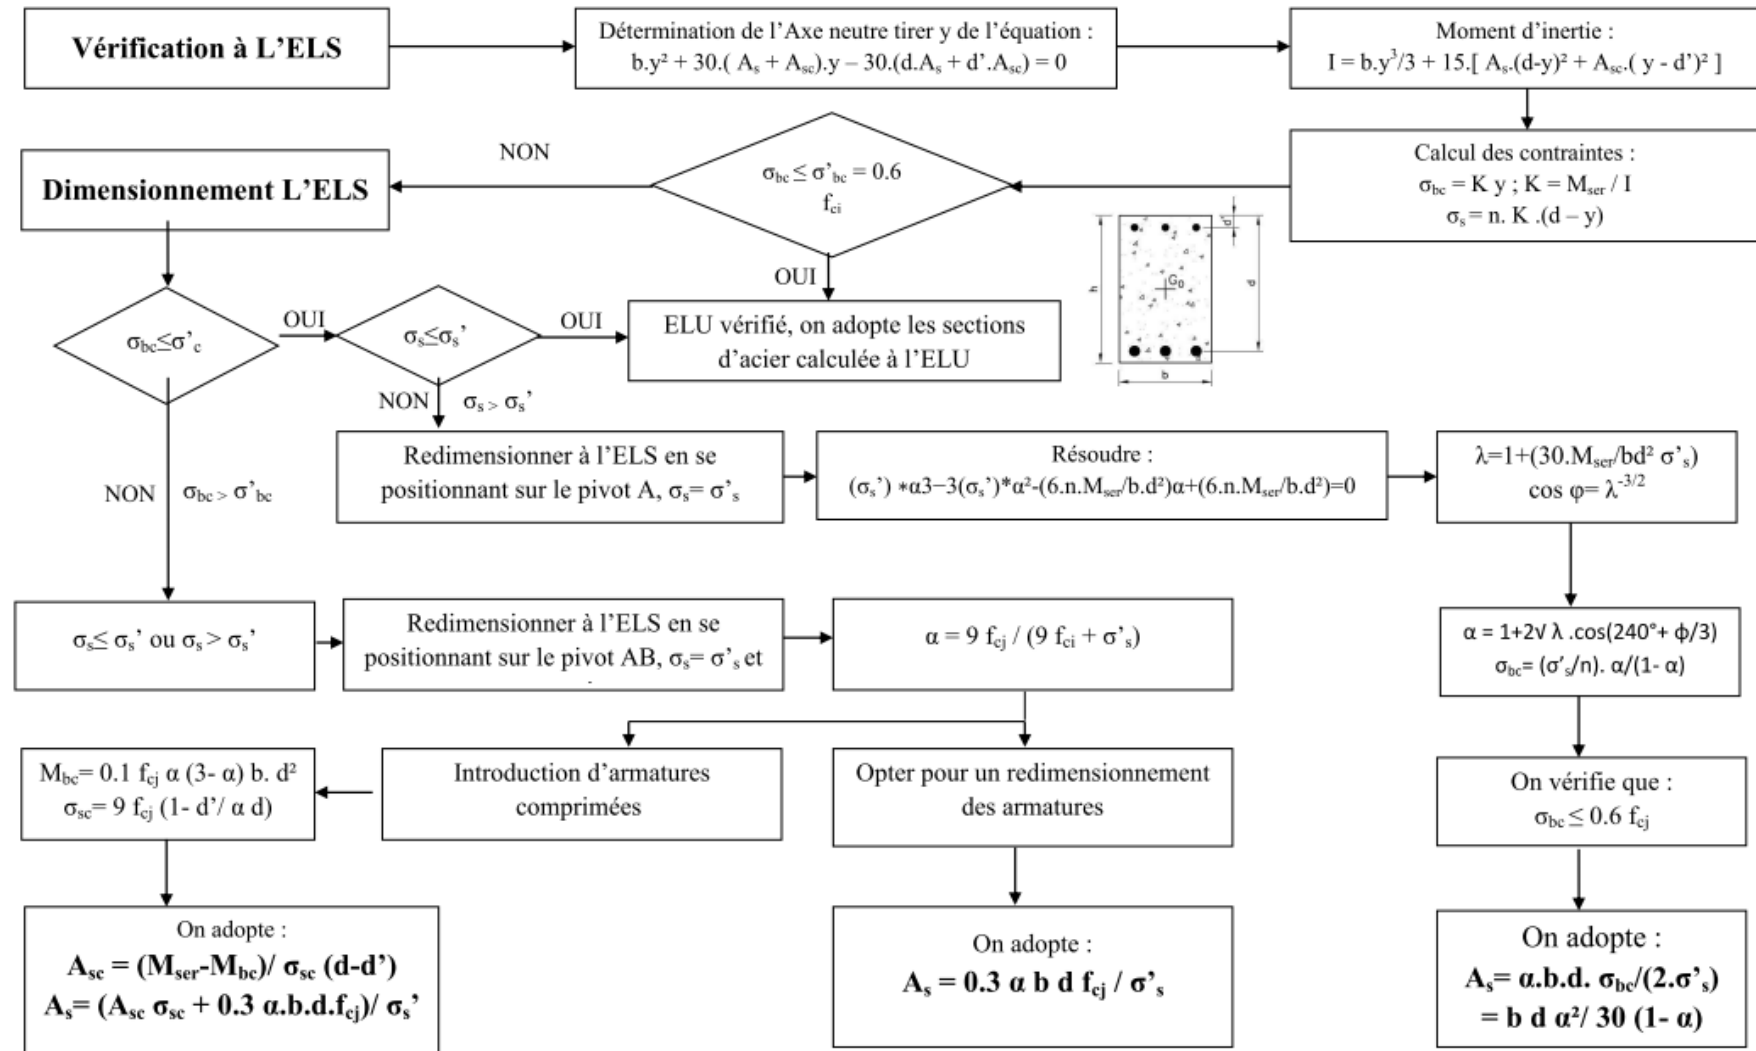 Vérification à L’ELS
Détermination de l’Axe neutre tirer y de l’équation :
b.y² + 30.( Aₛ + Aₛc).y – 30.(d.Aₛ + d’.Aₛc) = 0
Moment d’inertie :
I = b.y³/3 + 15.[ Aₛ.(d-y)² + Aₛc.( y - d’)² ]
Calcul des contraintes :
σbc = K y ; K = Mser / I
σs = n. K .(d – y)
NON
σbc ≤ σ’bc = 0.6
fci
Dimensionnement L’ELS
OUI
d'
h
G0
d
b
σbc≤σ’c
OUI
σs≤σs’
OUI
ELU vérifié, on adopte les sections
d’acier calculée à l’ELU
NON
σs > σs’
Redimensionner à l’ELS en se
positionnant sur le pivot A, σs= σ’s
Résoudre :
(σs’) *α3−3(σs’)*α²-(6.n.Mser/b.d²)α+(6.n.Mser/b.d²)=0
λ=1+(30.Mser/bd² σ’s)
cos φ= λ-3/2
NON
σbc > σ’bc
σs≤ σs’ ou σs > σs’
Redimensionner à l’ELS en se
positionnant sur le pivot AB, σs= σ’s et
α = 9 fcj / (9 fci + σ’s)
α = 1+2√ λ .cos(240°+ ϕ/3)
σbc= (σ’s/n). α/(1- α)
Mbc= 0.1 fcj α (3- α) b. d²
σsc= 9 fcj (1- d’/ α d)
Introduction d’armatures
comprimées
Opter pour un redimensionnement
des armatures
On vérifie que :
σbc ≤ 0.6 fcj
On adopte :
Asc = (Mser-Mbc)/ σsc (d-d’)
As= (Asc σsc + 0.3 α.b.d.fcj)/ σs’
On adopte :
As = 0.3 α b d fcj / σ’s
On adopte :
As= α.b.d. σbc/(2.σ’s)
= b d α²/ 30 (1- α)